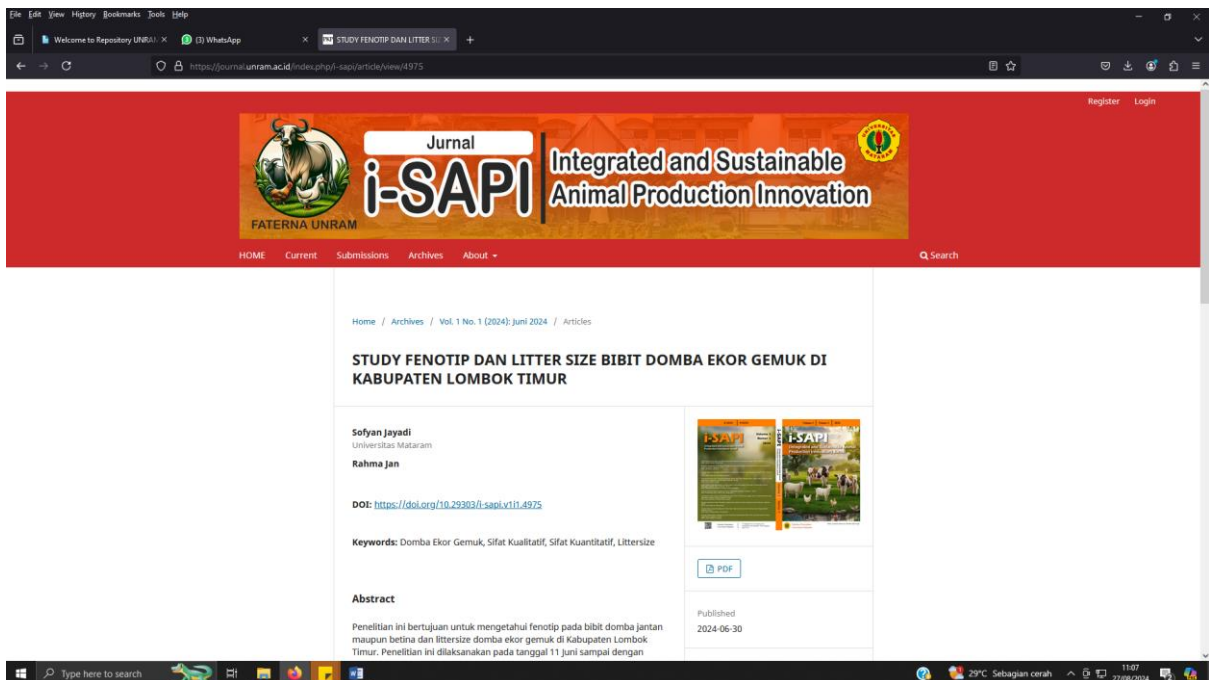 File Edit View History Bookmarks Tools Help
Welcome to Repository UNRA
(3) WhatsApp
STUDY FENOTIP DAN LITTER SI
https://journal.unram.ac.id/index.php/i-sapi/article/view/4975
Register Login
Jurnal
i-SAPI
Integrated and Sustainable
Animal Production Innovation
FATERNA UNRAM
HOME Current Submissions Archives About
Search
Home / Archives / Vol. 1 No. 1 (2024): Juni 2024 / Articles
STUDY FENOTIP DAN LITTER SIZE BIBIT DOMBA EKOR GEMUK DI
KABUPATEN LOMBOK TIMUR
Sofyan Jayadi
Universitas Mataram
Rahma Jan
DOI: https://doi.org/10.29303/i-sapi.v1i1.4975
Keywords: Domba Ekor Gemuk, Sifat Kualitatif, Sifat Kuantitatif, Littersize
i-SAPI
i-SAPI
PDF
Abstract
Penelitian ini bertujuan untuk mengetahui fenotip pada bibit domba jantan
maupun betina dan littersize domba ekor gemuk di Kabupaten Lombok
Timur. Penelitian ini dilaksanakan pada tanggal 11 Juni sampai dengan
Published
2024-06-30
Type here to search
29°C Sebagian cerah
11:07
27/08/2024